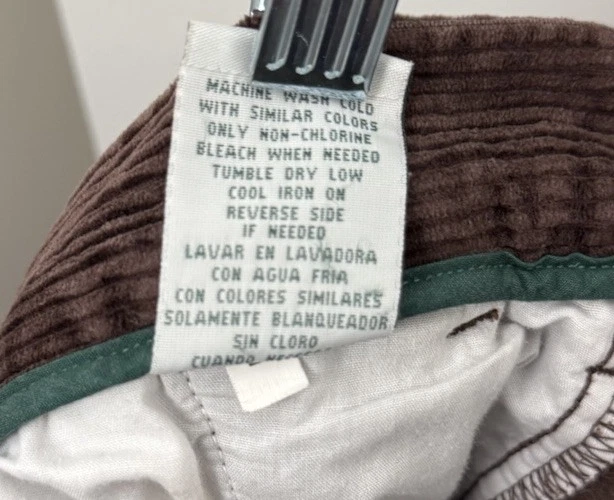 MACHINE WASH COLD
WITH SIMILAR COLORS
ONLY NON-CHLORINE
BLEACH WHEN NEEDED
TUMBLE DRY LOW
COOL IRON ON
REVERSE SIDE
IF NEEDED
LAVAR EN LAVADORA
CON AGUA FRIA
CON COLORES SIMILARES
SOLAMENTE BLANQUEADOR
SIN CLORO
CUANDO